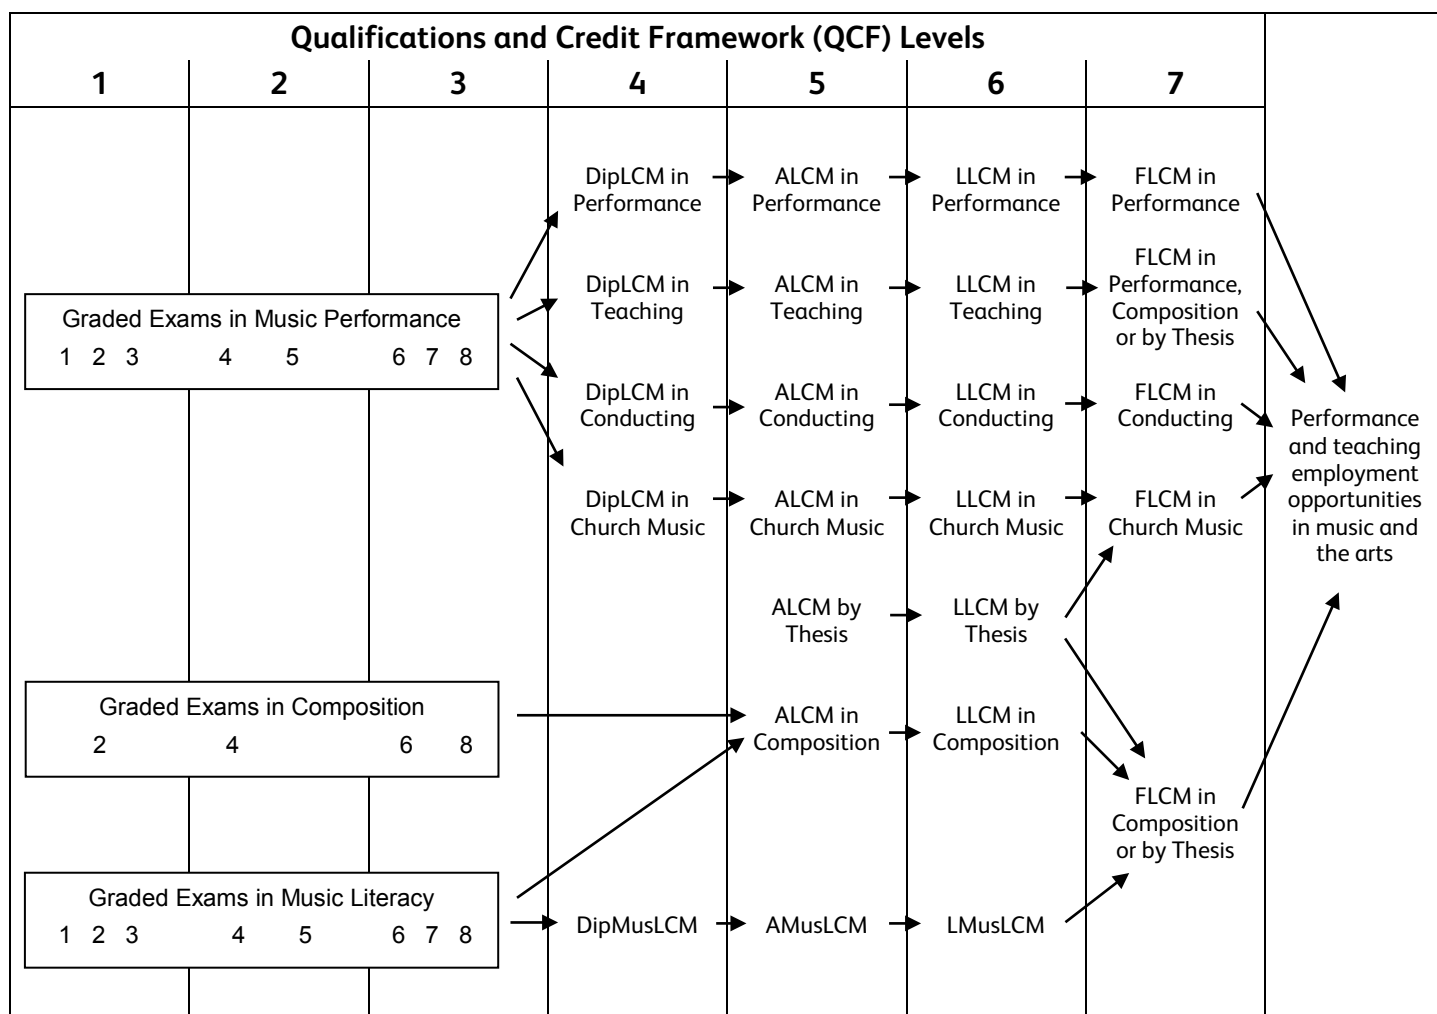 Qualifications and Credit Framework (QCF) Levels
1 2 3 4 5 6 7
DipLCM in
Performance
ALCM in
Performance
LLCM in
Performance
FLCM in
Performance
DipLCM in
Teaching
ALCM in
Teaching
LLCM in
Teaching
FLCM in
Performance,
Composition
or by Thesis
Graded Exams in Music Performance
1 2 3 4 5 6 7 8
DipLCM in
Conducting
ALCM in
Conducting
LLCM in
Conducting
FLCM in
Conducting
Performance
and teaching
employment
opportunities
in music and
the arts
DipLCM in
Church Music
ALCM in
Church Music
LLCM in
Church Music
FLCM in
Church Music
ALCM by
Thesis
LLCM by
Thesis
Graded Exams in Composition
2 4 6 8
ALCM in
Composition
LLCM in
Composition
FLCM in
Composition
or by Thesis
Graded Exams in Music Literacy
1 2 3 4 5 6 7 8
DipMusLCM
AMusLCM
LMusLCM